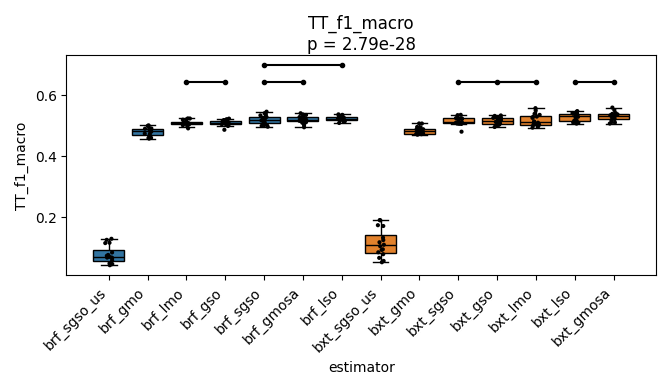 TT_f1_macro
p = 2.79e-28
TT_f1_macro
0.6
0.4
0.2
brf_sgso_us
brf_gmo
brf_lmo
brf_gso
brf_sgso
brf_gmosa
brf_lso
bxt_sgso_us
bxt_gmo
bxt_sgso
bxt_gso
bxt_lmo
bxt_lso
bxt_gmosa
estimator